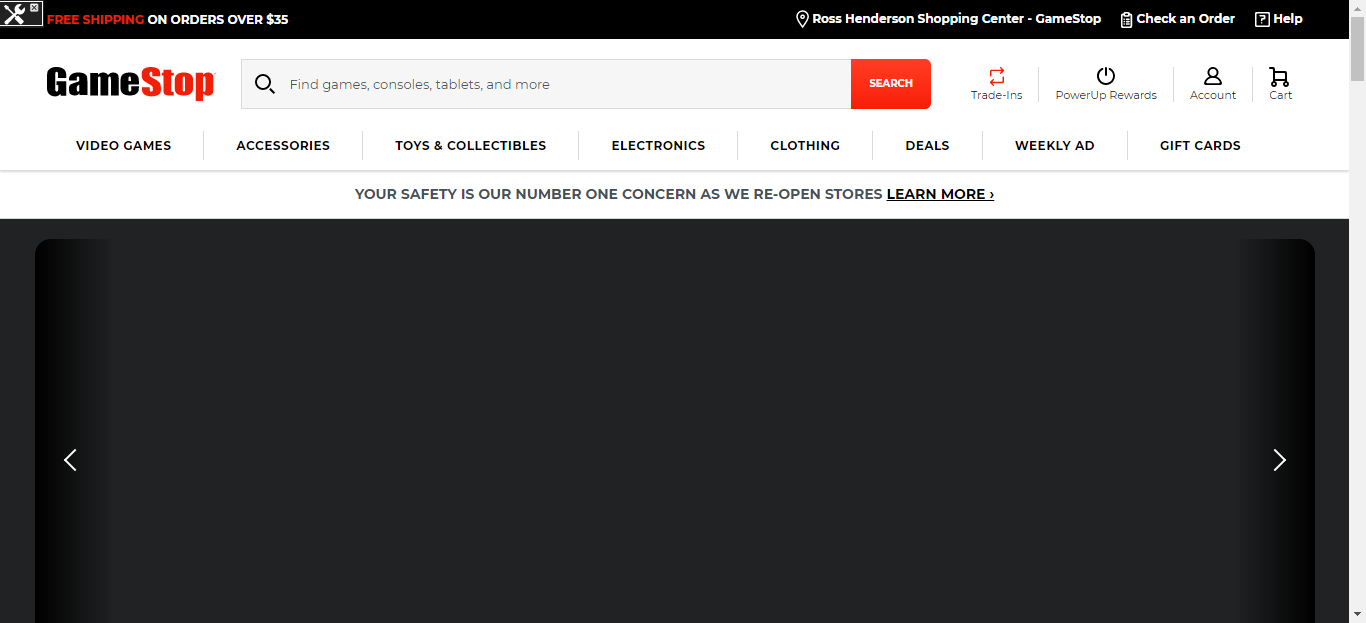 FREE SHIPPING ON ORDERS OVER $35
Ross Henderson Shopping Center - GameStop
Check an Order
Help
GameStop
Find games, consoles, tablets, and more
SEARCH
Trade-Ins
PowerUp Rewards
Account
Cart
VIDEO GAMES
ACCESSORIES
TOYS & COLLECTIBLES
ELECTRONICS
CLOTHING
DEALS
WEEKLY AD
GIFT CARDS
YOUR SAFETY IS OUR NUMBER ONE CONCERN AS WE RE-OPEN STORES LEARN MORE ›